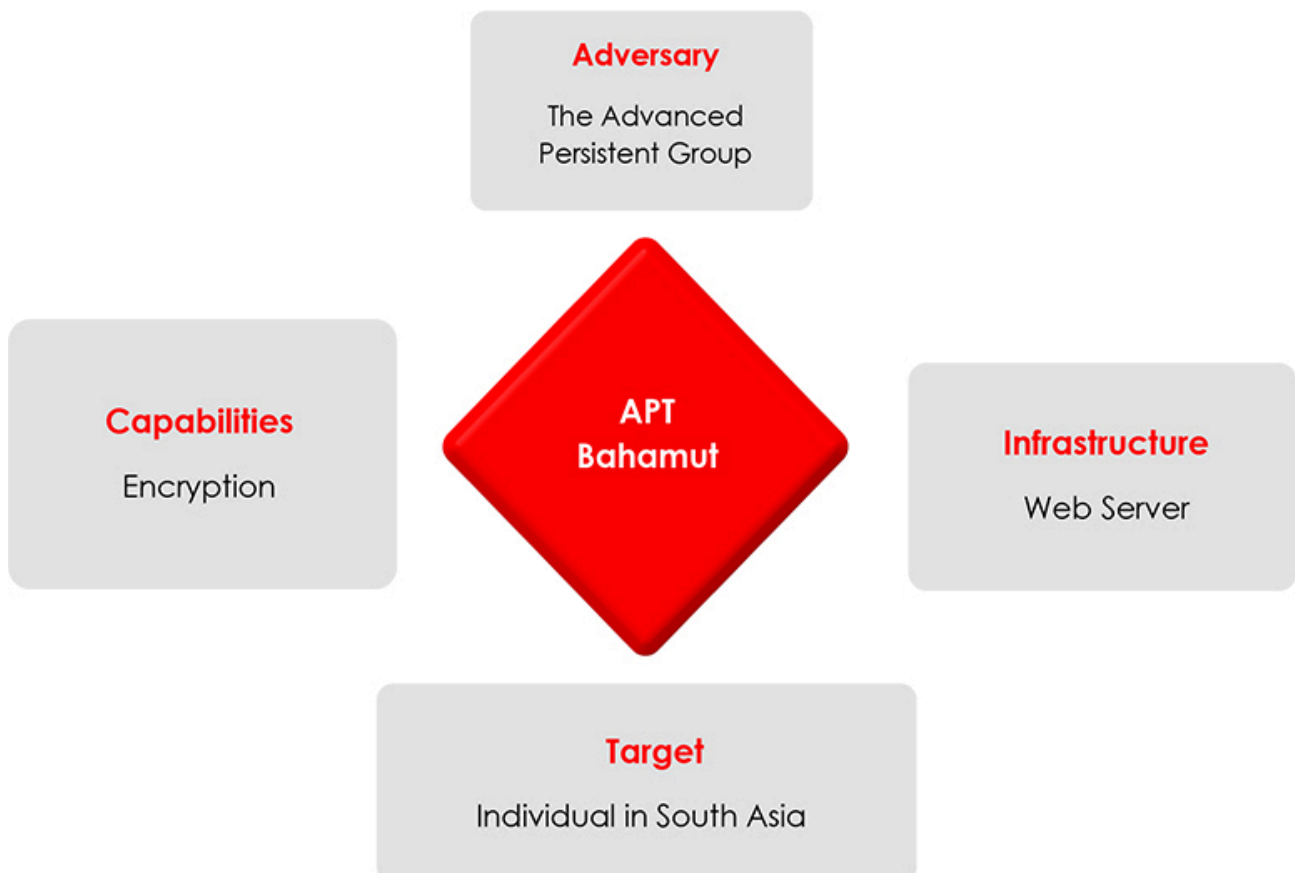 Adversary
The Advanced
Persistent Group
Capabilities
Encryption
APT
Bahamut
Infrastructure
Web Server
Target
Individual in South Asia